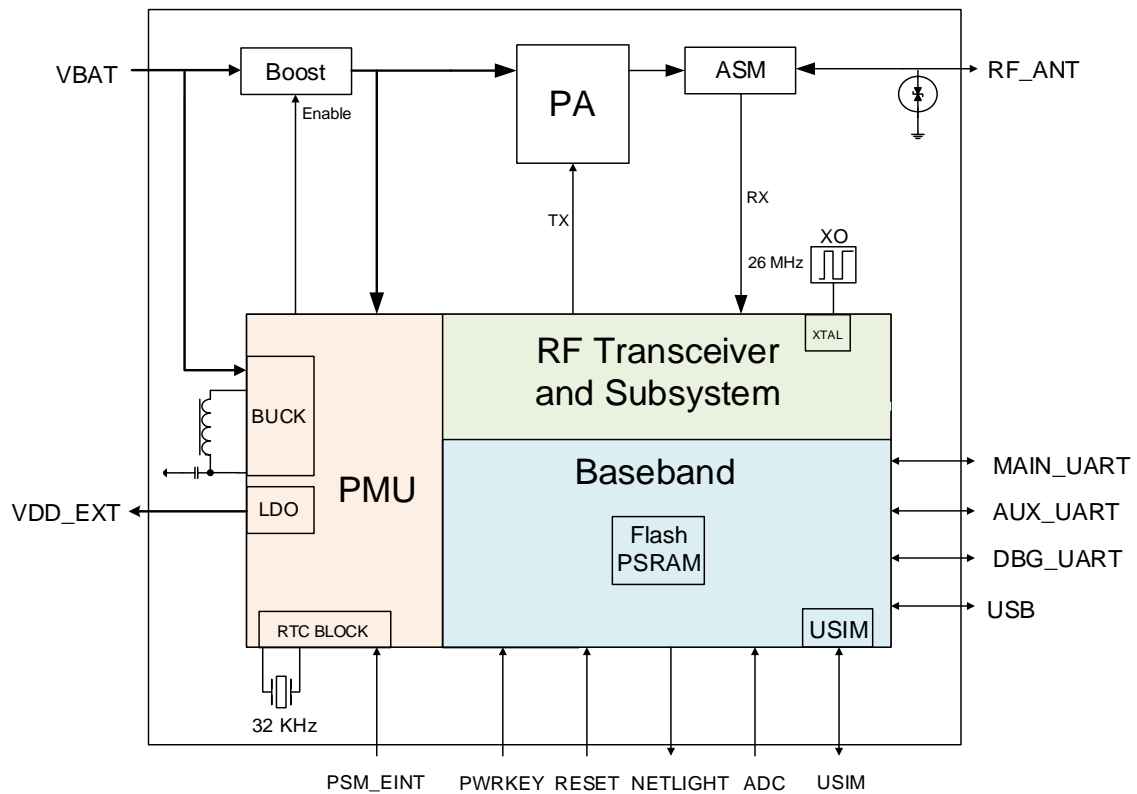 VBAT
Boost
PA
ASM
RF_ANT
Enable
TX
RX
XO
26 MHz
XTAL
RF Transceiver
and Subsystem
BUCK
PMU
Baseband
MAIN_UART
LDO
VDD_EXT
AUX_UART
Flash
PSRAM
DBG_UART
USB
RTC BLOCK
USIM
32 KHz
PSM_EINT
PWRKEY
RESET
NETLIGHT
ADC
USIM